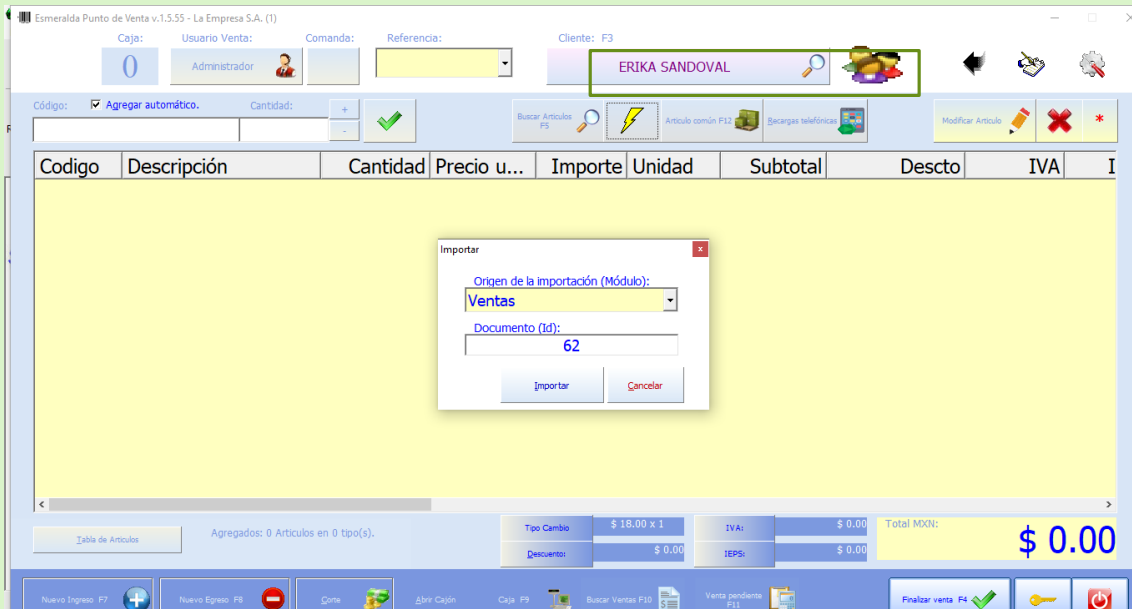 Esmeralda Punto de Venta v.1.5.55 - La Empresa S.A. (1)
Caja: Usuario Venta: Comanda: Referencia: Cliente: F3
0 Administrador ERIKA SANDOVAL
Código: Agregar automático. Cantidad: +
-
Buscar Articulos F5 Articulo común F12 Recargas telefónicas Modificar Articulo *
Codigo Descripción Cantidad Precio u... Importe Unidad Subtotal Descto IVA I
Importar x
Origen de la importación (Módulo):
Ventas
Documento (Id):
62
Importar Cancelar
Tabla de Articulos Agregados: 0 Articulos en 0 tipo(s).
Tipo Cambio $ 18.00 x 1 IVA: $ 0.00 Total MXN:
Descuento: $ 0.00 IEPS: $ 0.00 $ 0.00
Nuevo Ingreso F7 Nuevo Egreso F8 Corte Abrir Cajón Caja F9 Buscar Ventas F10 Venta pendiente F11 Finalizar venta F4